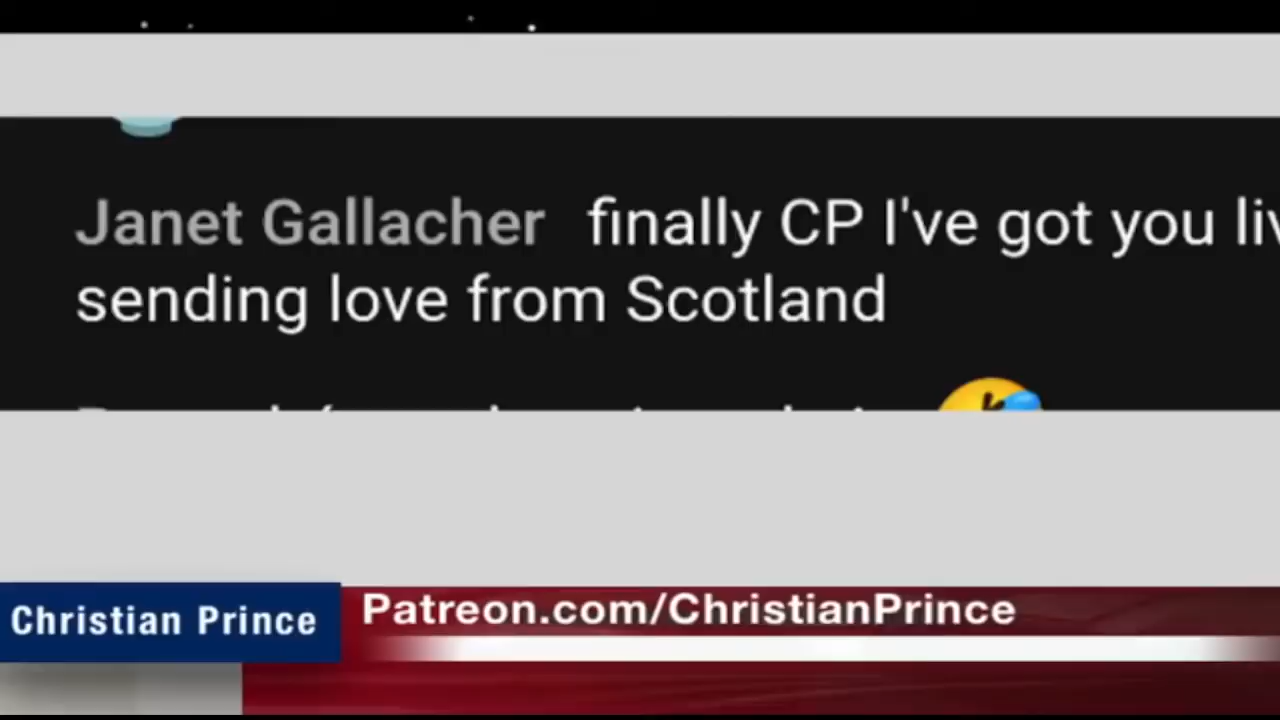 Janet Gallacher finally CP I've got you liv
sending love from Scotland
Christian Prince
Patreon.com/ChristianPrince